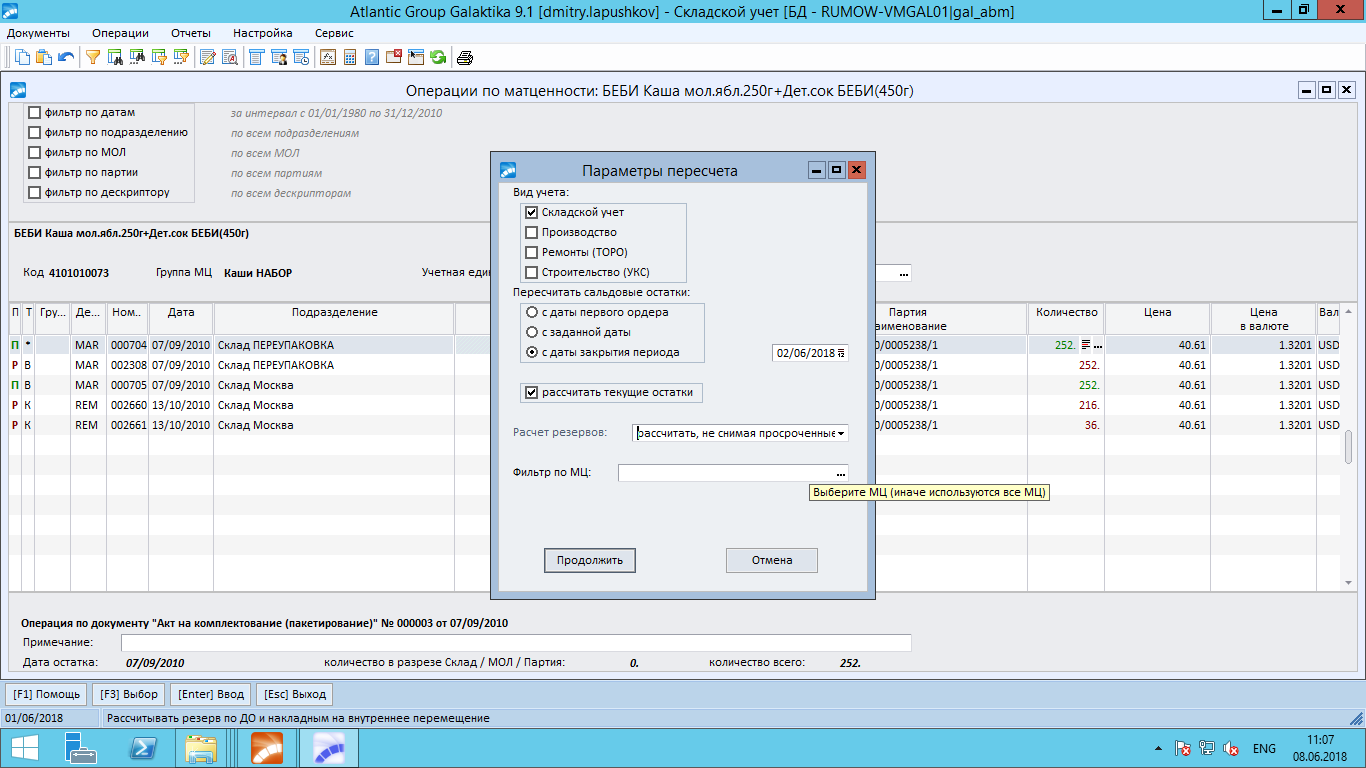 Atlantic Group Galaktika 9.1 [dmitry.lapushkov] - Складской учет [БД - RUMOW-VMGAL01|gal_abm]
Документы Операции Отчеты Настройка Сервис
Операции по матценности: БЕБИ Каша мол.ябл.250г+Дет.сок БЕБИ(450г)
фильтр по датам за интервал с 01/01/1980 по 31/12/2010
фильтр по подразделению по всем подразделениям
фильтр по МОЛ по всем МОЛ
фильтр по партии по всем партиям
фильтр по дескриптору по всем дескрипторам
БЕБИ Каша мол.ябл.250г+Дет.сок БЕБИ(450г)
Код 4101010073 Группа МЦ Каши НАБОР Учетная един ...
П Т Гру... Де... Ном.. Дата Подразделение Партия Количество Цена Цена Вал
аименование в валюте
П * MAR 000704 07/09/2010 Склад ПЕРЕУПАКОВКА 0/0005238/1 252. ... 40.61 1.3201 USD
Р В MAR 002308 07/09/2010 Склад ПЕРЕУПАКОВКА 0/0005238/1 252. 40.61 1.3201 USD
П В MAR 000705 07/09/2010 Склад Москва 0/0005238/1 252. 40.61 1.3201 USD
Р К REM 002660 13/10/2010 Склад Москва 0/0005238/1 216. 40.61 1.3201 USD
Р К REM 002661 13/10/2010 Склад Москва 0/0005238/1 36. 40.61 1.3201 USD
Параметры пересчета
Вид учета:
Складской учет
Производство
Ремонты (ТОРО)
Строительство (УКС)
Пересчитать сальдовые остатки:
с даты первого ордера
с заданной даты
с даты закрытия периода 02/06/2018
рассчитать текущие остатки
Расчет резервов: рассчитать, не снимая просроченные
Фильтр по МЦ: ...
Выберите МЦ (иначе используются все МЦ)
Продолжить Отмена
Операция по документу "Акт на комплектование (пакетирование)" № 000003 от 07/09/2010
Примечание:
Дата остатка: 07/09/2010 количество в разрезе Склад / МОЛ / Партия: 0. количество всего: 252.
[F1] Помощь [F3] Выбор [Enter] Ввод [Esc] Выход
01/06/2018 Рассчитывать резерв по ДО и накладным на внутреннее перемещение
ENG 11:07
08.06.2018